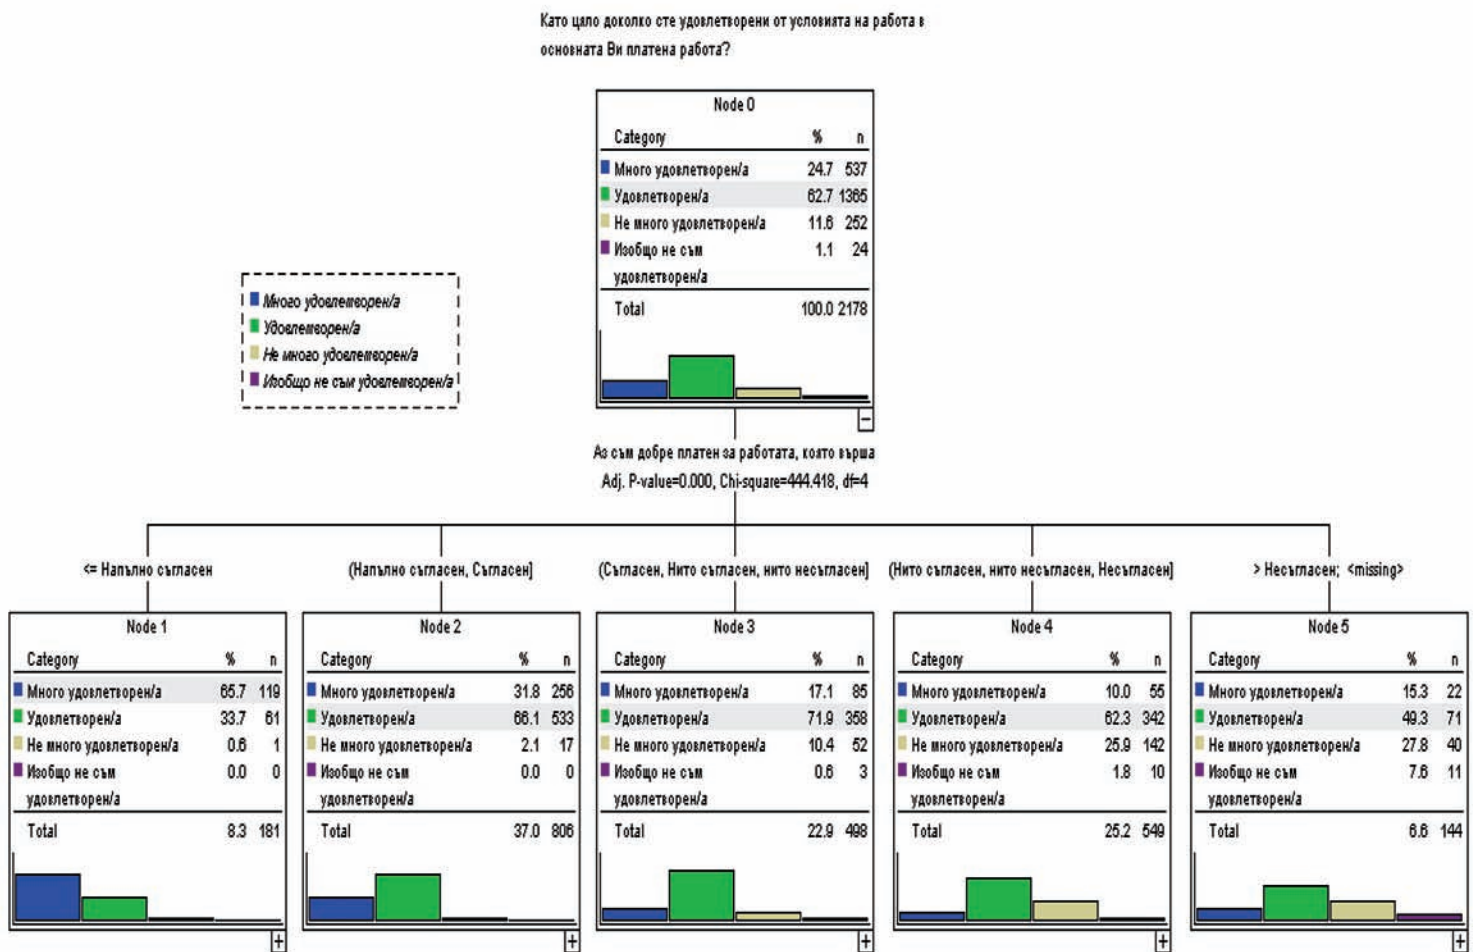 Като цяло доколко сте удовлетворени от условията на работа в
основната Ви платена работа?
Node 0
Category % n
Много удовлетворен/а 24.7 537
Удовлетворен/а 62.7 1365
Не много удовлетворен/а 11.6 252
Изобщо не съм 1.1 24
удовлетворен/а
Total 100.0 2178
Много удовлетворен/а
Удовлетворен/а
Не много удовлетворен/а
Изобщо не съм удовлетворен/а
Аз съм добре платен за работата, която върша
Adj. P-value=0.000, Chi-square=444.418, df=4
<= Напълно съгласен
(Напълно съгласен, Съгласен]
(Съгласен, Нито съгласен, нито несъгласен]
(Нито съгласен, нито несъгласен, Несъгласен]
> Несъгласен; <missing>
Node 1
Category % n
Много удовлетворен/а 65.7 119
Удовлетворен/а 33.7 61
Не много удовлетворен/а 0.6 1
Изобщо не съм 0.0 0
удовлетворен/а
Total 8.3 181
Node 2
Category % n
Много удовлетворен/а 31.8 256
Удовлетворен/а 66.1 533
Не много удовлетворен/а 2.1 17
Изобщо не съм 0.0 0
удовлетворен/а
Total 37.0 806
Node 3
Category % n
Много удовлетворен/а 17.1 85
Удовлетворен/а 71.9 358
Не много удовлетворен/а 10.4 52
Изобщо не съм 0.6 3
удовлетворен/а
Total 22.9 498
Node 4
Category % n
Много удовлетворен/а 10.0 55
Удовлетворен/а 62.3 342
Не много удовлетворен/а 25.9 142
Изобщо не съм 1.8 10
удовлетворен/а
Total 25.2 549
Node 5
Category % n
Много удовлетворен/а 15.3 22
Удовлетворен/а 49.3 71
Не много удовлетворен/а 27.8 40
Изобщо не съм 7.6 11
удовлетворен/а
Total 6.6 144